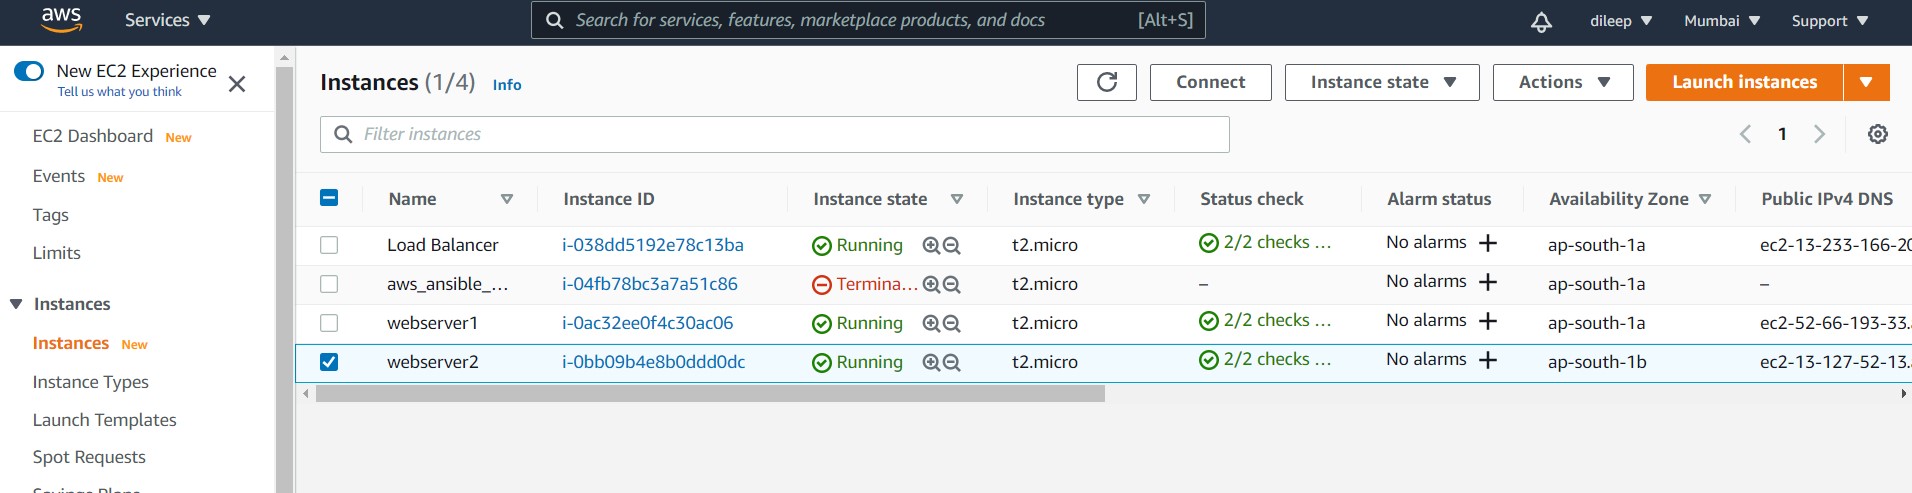 aws Services Search for services, features, marketplace products, and docs [Alt+S] dileep Mumbai Support
New EC2 Experience
Tell us what you think
EC2 Dashboard New
Events New
Tags
Limits
Instances
Instances New
Instance Types
Launch Templates
Spot Requests
Savings Plans
Instances (1/4) Info Connect Instance state Actions Launch instances
Filter instances 1
Name Instance ID Instance state Instance type Status check Alarm status Availability Zone Public IPv4 DNS
Load Balancer i-038dd5192e78c13ba Running t2.micro 2/2 checks ... No alarms + ap-south-1a ec2-13-233-166-20
aws_ansible_... i-04fb78bc3a7a51c86 Termina... t2.micro – No alarms + ap-south-1a –
webserver1 i-0ac32ee0f4c30ac06 Running t2.micro 2/2 checks ... No alarms + ap-south-1a ec2-52-66-193-33.
webserver2 i-0bb09b4e8b0ddd0dc Running t2.micro 2/2 checks ... No alarms + ap-south-1b ec2-13-127-52-13.